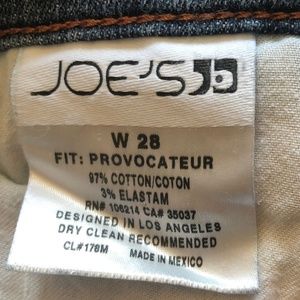 JOE'S
W 28
FIT: PROVOCATEUR
97% COTTON/COTON
3% ELASTAM
RN# 106214 CA# 35037
DESIGNED IN LOS ANGELES
DRY CLEAN RECOMMENDED
CL#178M MADE IN MEXICO